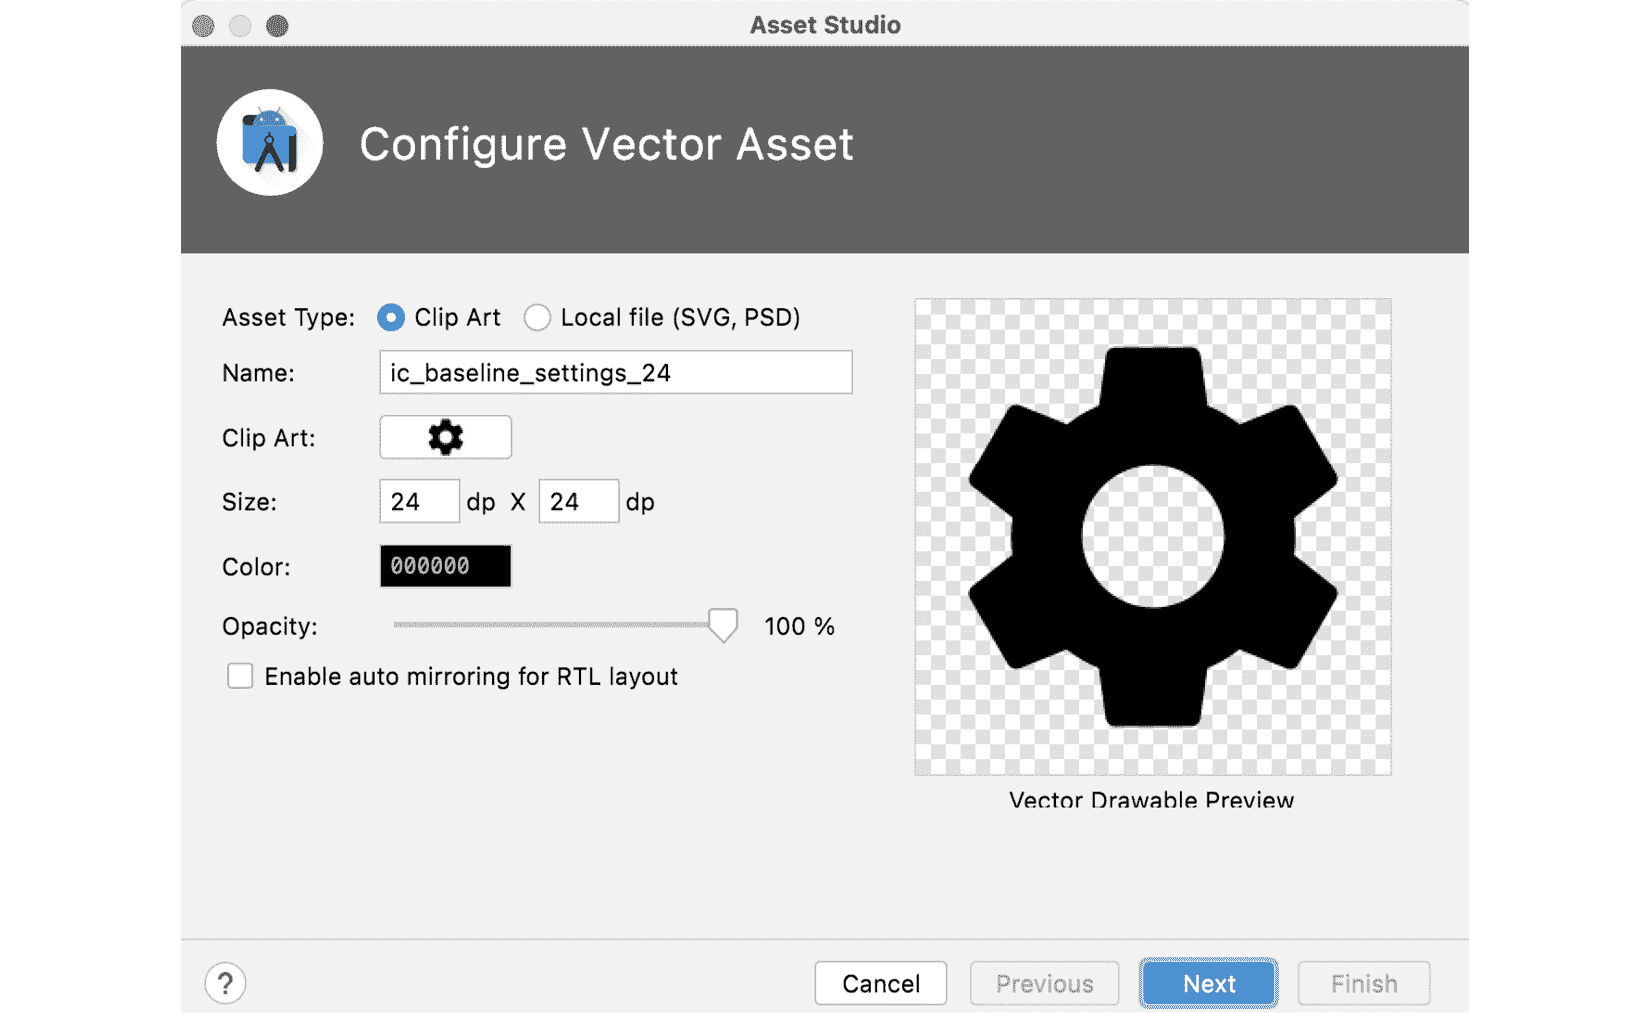 Asset Studio
Configure Vector Asset
Asset Type: Clip Art Local file (SVG, PSD)
Name: ic_baseline_settings_24
Clip Art:
Size: 24 dp X 24 dp
Color: 000000
Opacity: 100 %
Enable auto mirroring for RTL layout
Vector Drawable Preview
? Cancel Previous Next Finish